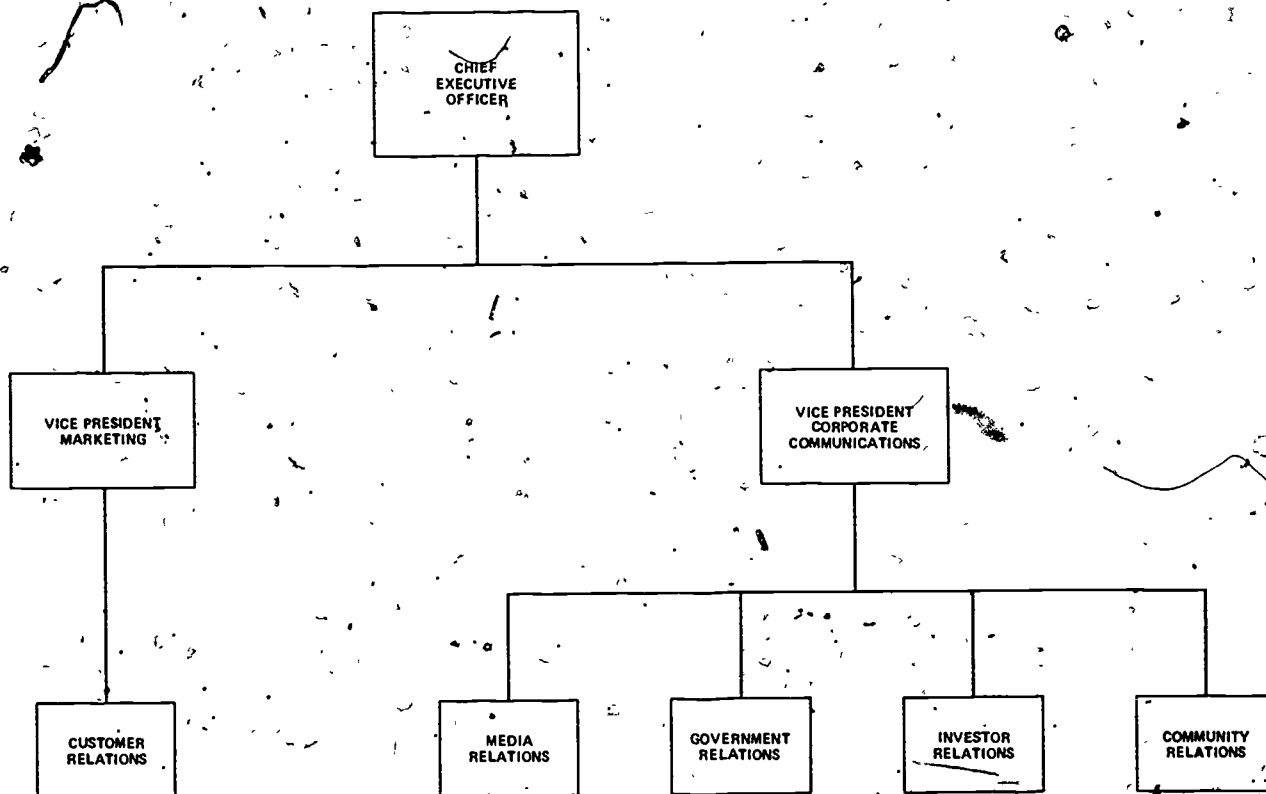 CHIEF
EXECUTIVE
OFFICER
VICE PRESIDENT
MARKETING
VICE PRESIDENT
CORPORATE
COMMUNICATIONS
CUSTOMER
RELATIONS
MEDIA
RELATIONS
GOVERNMENT
RELATIONS
INVESTOR
RELATIONS
COMMUNITY
RELATIONS